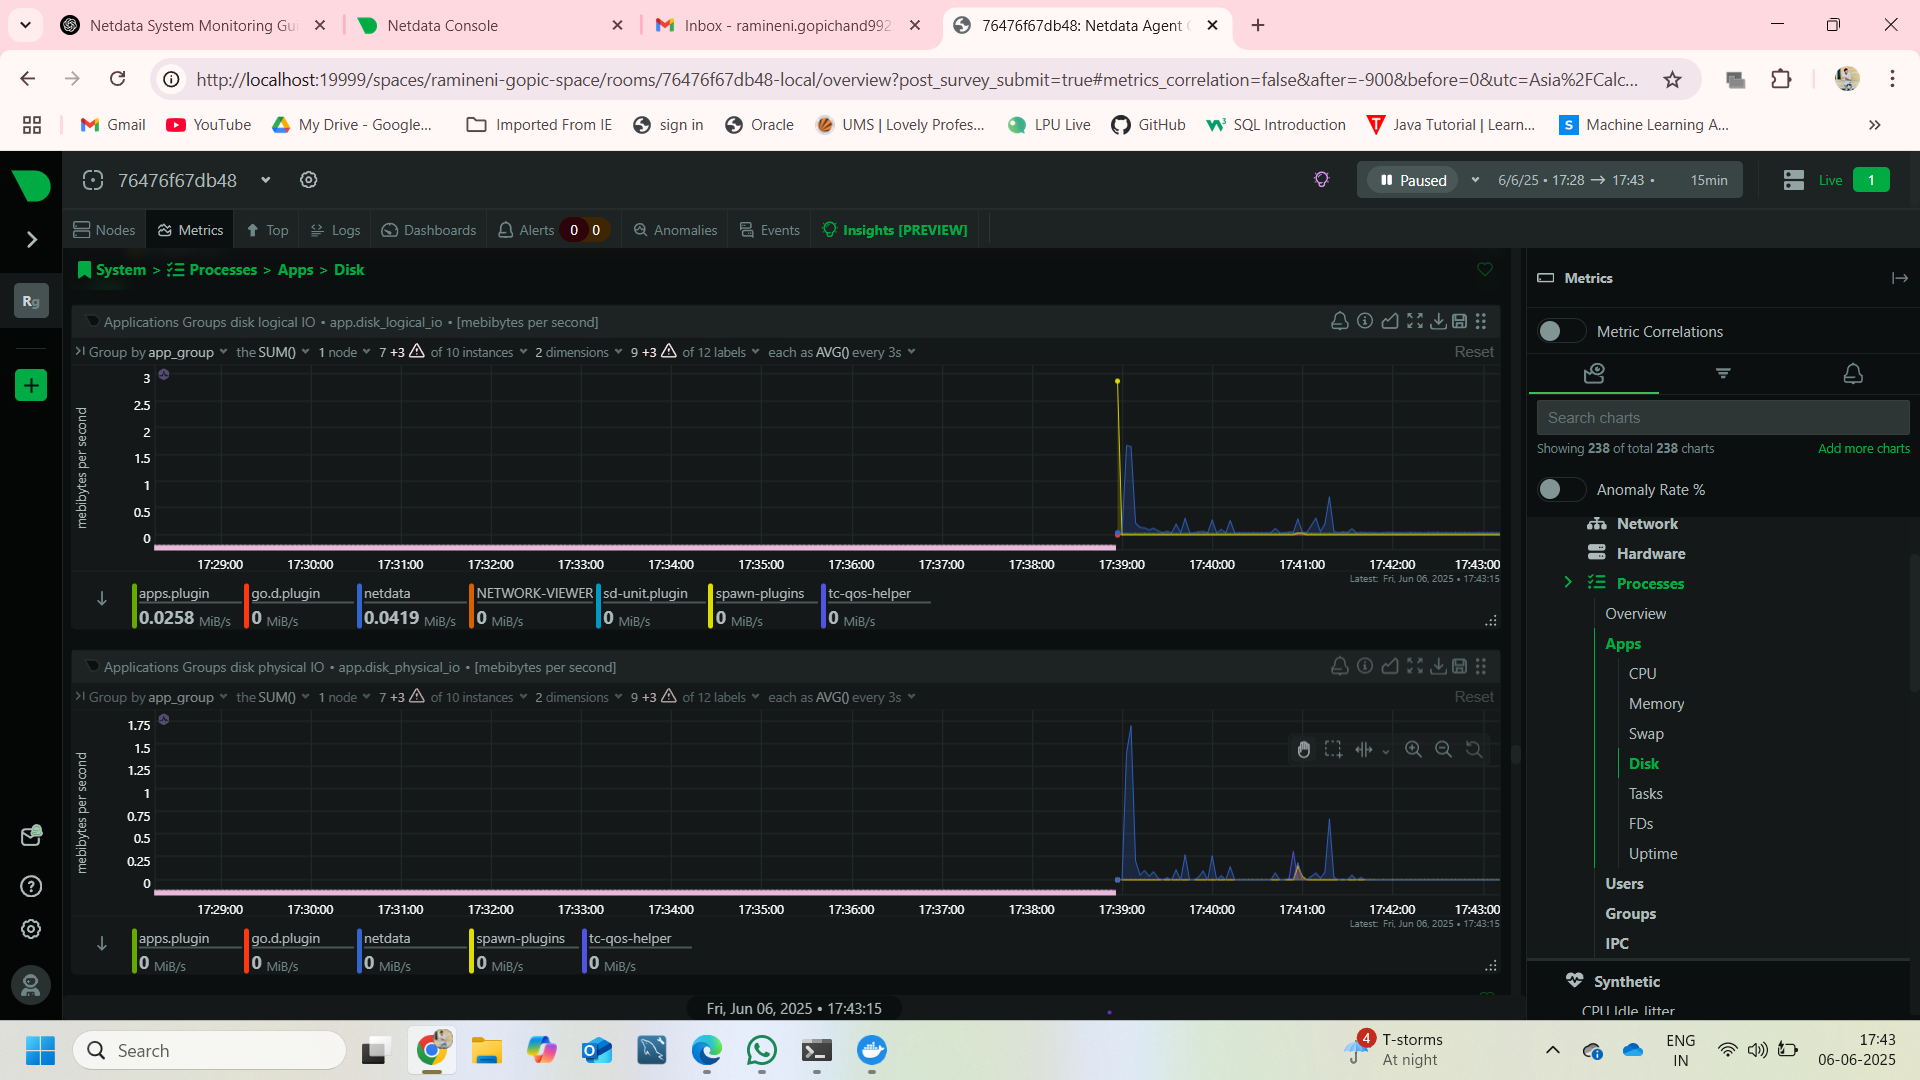 Netdata System Monitoring Gui
Netdata Console
Inbox - ramineni.gopichand992
76476f67db48: Netdata Agent C
http://localhost:19999/spaces/ramineni-gopic-space/rooms/76476f67db48-local/overview?post_survey_submit=true#metrics_correlation=false&after=-900&before=0&utc=Asia%2FCalc...
Gmail
YouTube
My Drive - Google...
Imported From IE
sign in
Oracle
UMS | Lovely Profes...
LPU Live
GitHub
SQL Introduction
Java Tutorial | Learn...
Machine Learning A...
76476f67db48
Paused
6/6/25 • 17:28 → 17:43 •
15min
Live
1
Nodes
Metrics
Top
Logs
Dashboards
Alerts
0
0
Anomalies
Events
Insights [PREVIEW]
Rg
System > Processes > Apps > Disk
Applications Groups disk logical IO • app.disk_logical_io • [mebibytes per second]
Group by app_group the SUM() 1 node 7 +3 of 10 instances 2 dimensions 9 +3 of 12 labels each as AVG() every 3s
Reset
mebibytes per second
3
2.5
2
1.5
1
0.5
0
17:29:00 17:30:00 17:31:00 17:32:00 17:33:00 17:34:00 17:35:00 17:36:00 17:37:00 17:38:00 17:39:00 17:40:00 17:41:00 17:42:00 17:43:00
Latest: Fri, Jun 06, 2025 • 17:43:15
apps.plugin go.d.plugin netdata NETWORK-VIEWER sd-unit.plugin spawn-plugins tc-qos-helper
0.0258 MiB/s 0 MiB/s 0.0419 MiB/s 0 MiB/s 0 MiB/s 0 MiB/s 0 MiB/s
Applications Groups disk physical IO • app.disk_physical_io • [mebibytes per second]
Group by app_group the SUM() 1 node 7 +3 of 10 instances 2 dimensions 9 +3 of 12 labels each as AVG() every 3s
Reset
mebibytes per second
1.75
1.5
1.25
1
0.75
0.5
0.25
0
17:29:00 17:30:00 17:31:00 17:32:00 17:33:00 17:34:00 17:35:00 17:36:00 17:37:00 17:38:00 17:39:00 17:40:00 17:41:00 17:42:00 17:43:00
Latest: Fri, Jun 06, 2025 • 17:43:15
apps.plugin go.d.plugin netdata spawn-plugins tc-qos-helper
0 MiB/s 0 MiB/s 0 MiB/s 0 MiB/s 0 MiB/s
Fri, Jun 06, 2025 • 17:43:15
Metrics
Metric Correlations
Search charts
Showing 238 of total 238 charts
Add more charts
Anomaly Rate %
Network
Hardware
Processes
Overview
Apps
CPU
Memory
Swap
Disk
Tasks
FDs
Uptime
Users
Groups
IPC
Synthetic
CPU Idle Jitter
Search
4
T-storms
At night
ENG
IN
17:43
06-06-2025